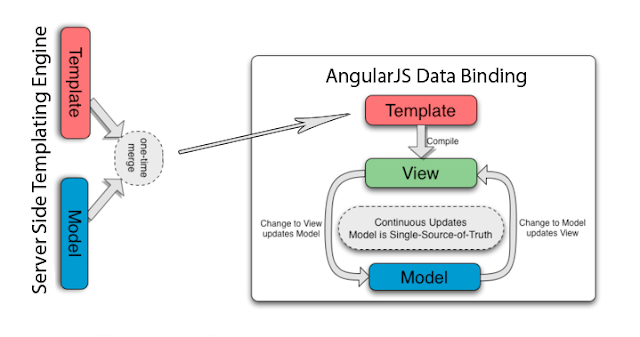 Server Side Templating Engine
Template
one-time
merge
Model
AngularJS Data Binding
Template
Compile
View
Change to View
updates Model
Continuous Updates
Model is Single-Source-of-Truth
Change to Model
updates View
Model